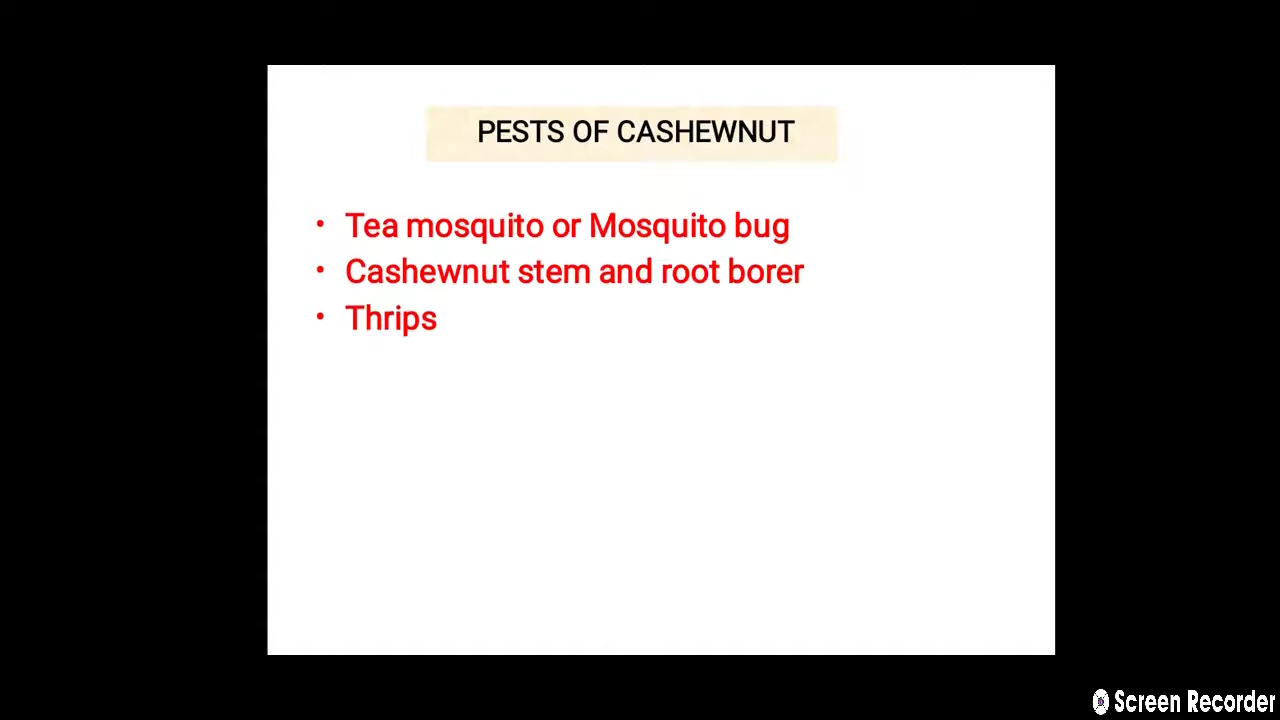 PESTS OF CASHEWNUT
• Tea mosquito or Mosquito bug
• Cashewnut stem and root borer
• Thrips
Screen Recorder